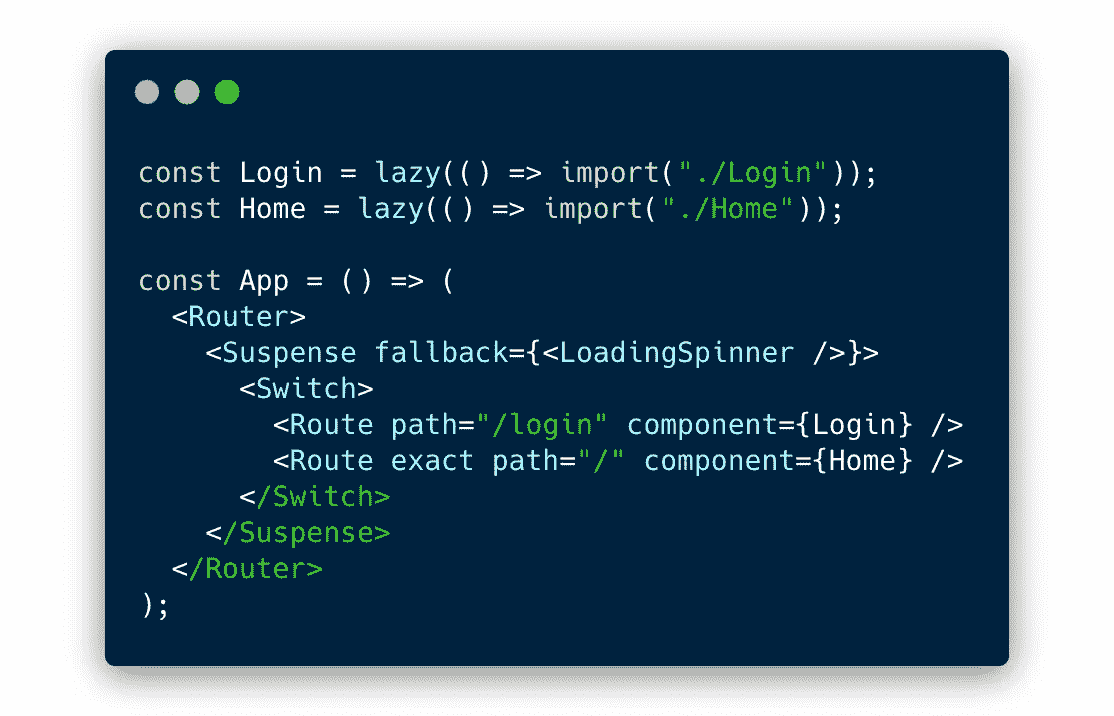 const Login = lazy(() => import("./Login"));
const Home = lazy(() => import("./Home"));

const App = () => (
  <Router>
    <Suspense fallback={<LoadingSpinner />}>
      <Switch>
        <Route path="/login" component={Login} />
        <Route exact path="/" component={Home} />
      </Switch>
    </Suspense>
  </Router>
);